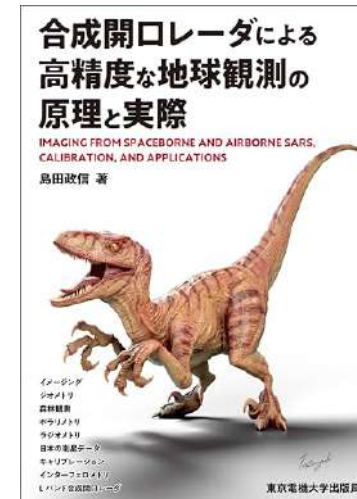 合成開口レーダによる
高精度な地球観測の
原理と実際
IMAGING FROM SPACEBORNE AND AIRBORNE SARS,
CALIBRATION, AND APPLICATIONS
島田政信 著
イメージング
ジオメトリ
森林観測
ポラリメトリ
ラジオメトリ
日本の衛星データ
キャリブレーション
インターフェロメトリ
Lバンド合成開口レーダ
東京電機大学出版局